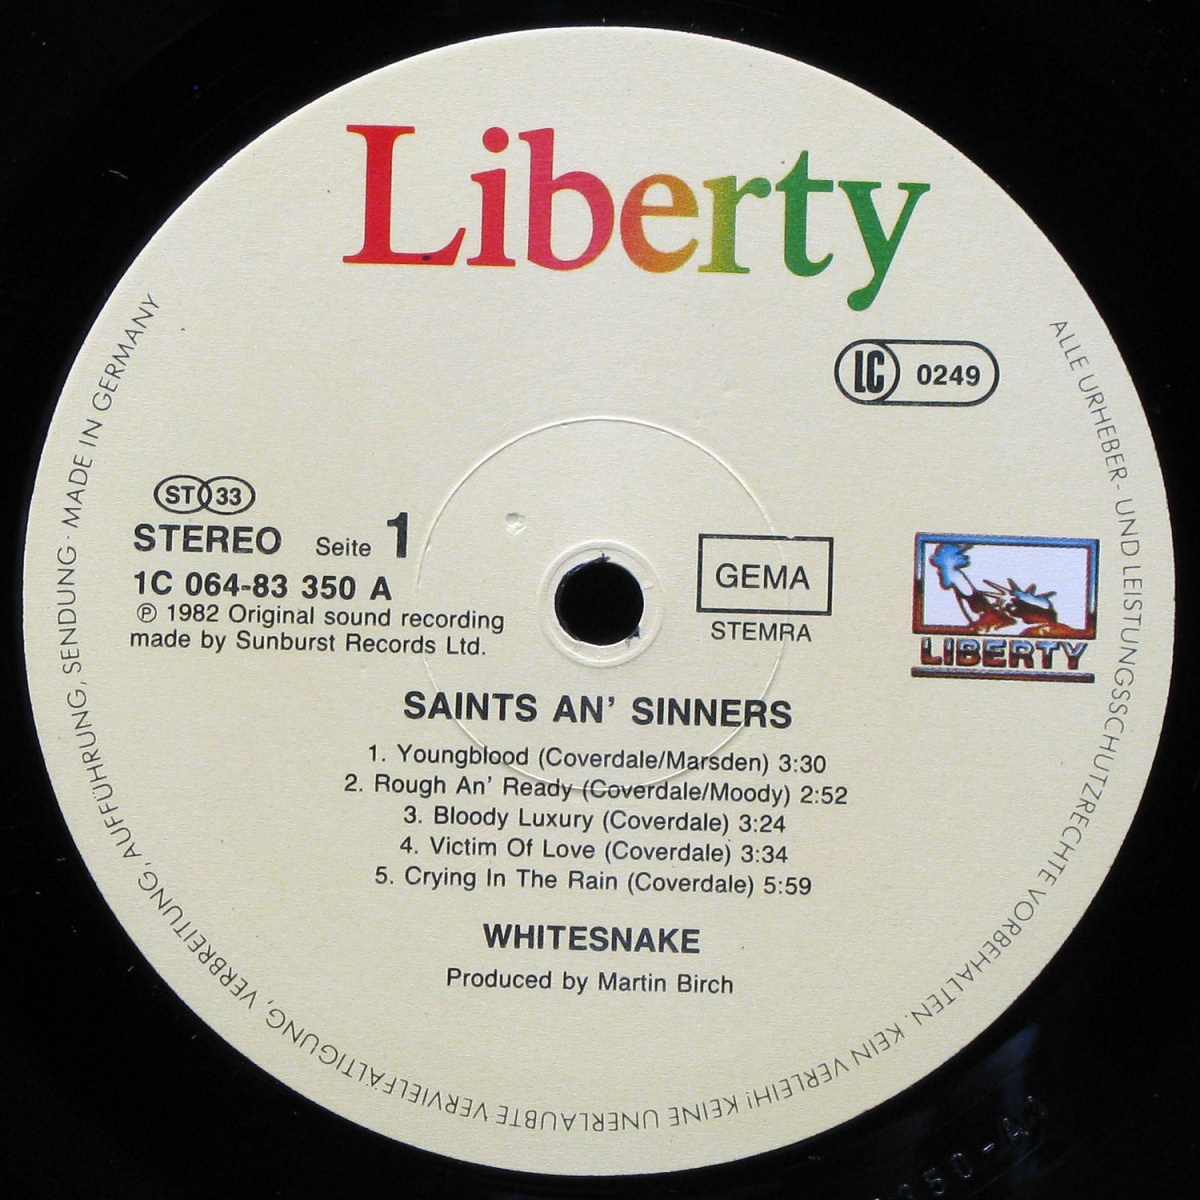 Liberty
LC 0249
ST 33
STEREO Seite 1
1C 064-83 350 A
℗ 1982 Original sound recording
made by Sunburst Records Ltd.
GEMA
STEMRA
LIBERTY
SAINTS AN' SINNERS
1. Youngblood (Coverdale/Marsden) 3:30
2. Rough An' Ready (Coverdale/Moody) 2:52
3. Bloody Luxury (Coverdale) 3:24
4. Victim Of Love (Coverdale) 3:34
5. Crying In The Rain (Coverdale) 5:59
WHITESNAKE
Produced by Martin Birch
ALLE URHEBER- UND LEISTUNGSSCHUTZRECHTE VORBEHALTEN. KEIN VERLEIH! KEINE UNERLAUBTE VERVIELFÄLTIGUNG, VERBREITUNG, AUFFÜHRUNG, SENDUNG · MADE IN GERMANY